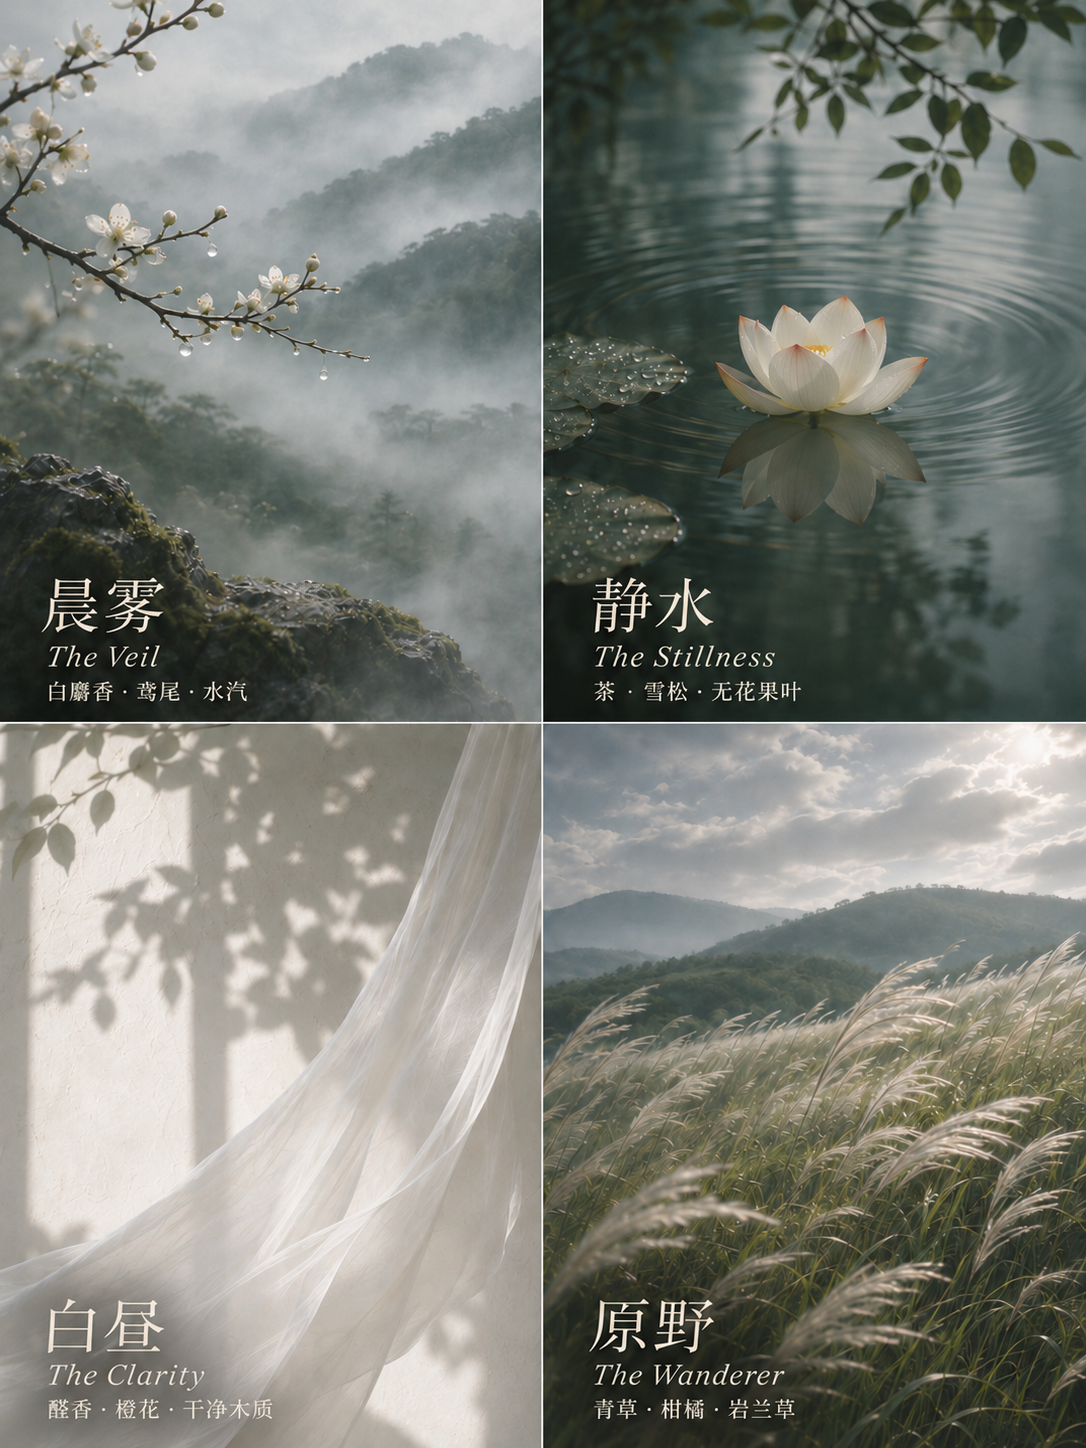 晨雾
The Veil
白麝香 · 鸢尾 · 水汽
静水
The Stillness
茶 · 雪松 · 无花果叶
白昼
The Clarity
醛香 · 橙花 · 干净木质
原野
The Wanderer
青草 · 柑橘 · 岩兰草